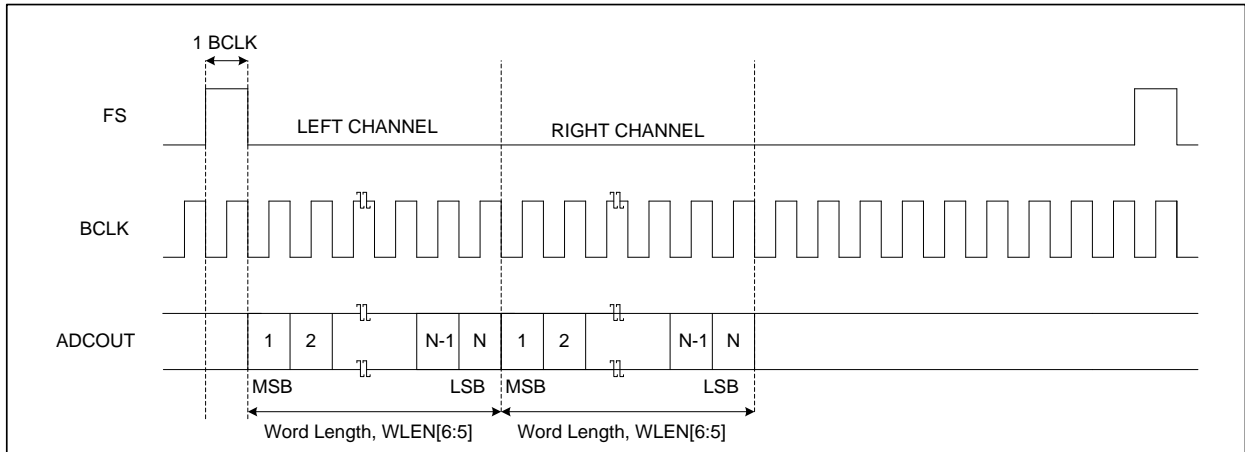 1 BCLK
FS
LEFT CHANNEL
RIGHT CHANNEL
BCLK
ADCOUT
1 2 N-1 N 1 2 N-1 N
MSB LSB MSB LSB
Word Length, WLEN[6:5] Word Length, WLEN[6:5]